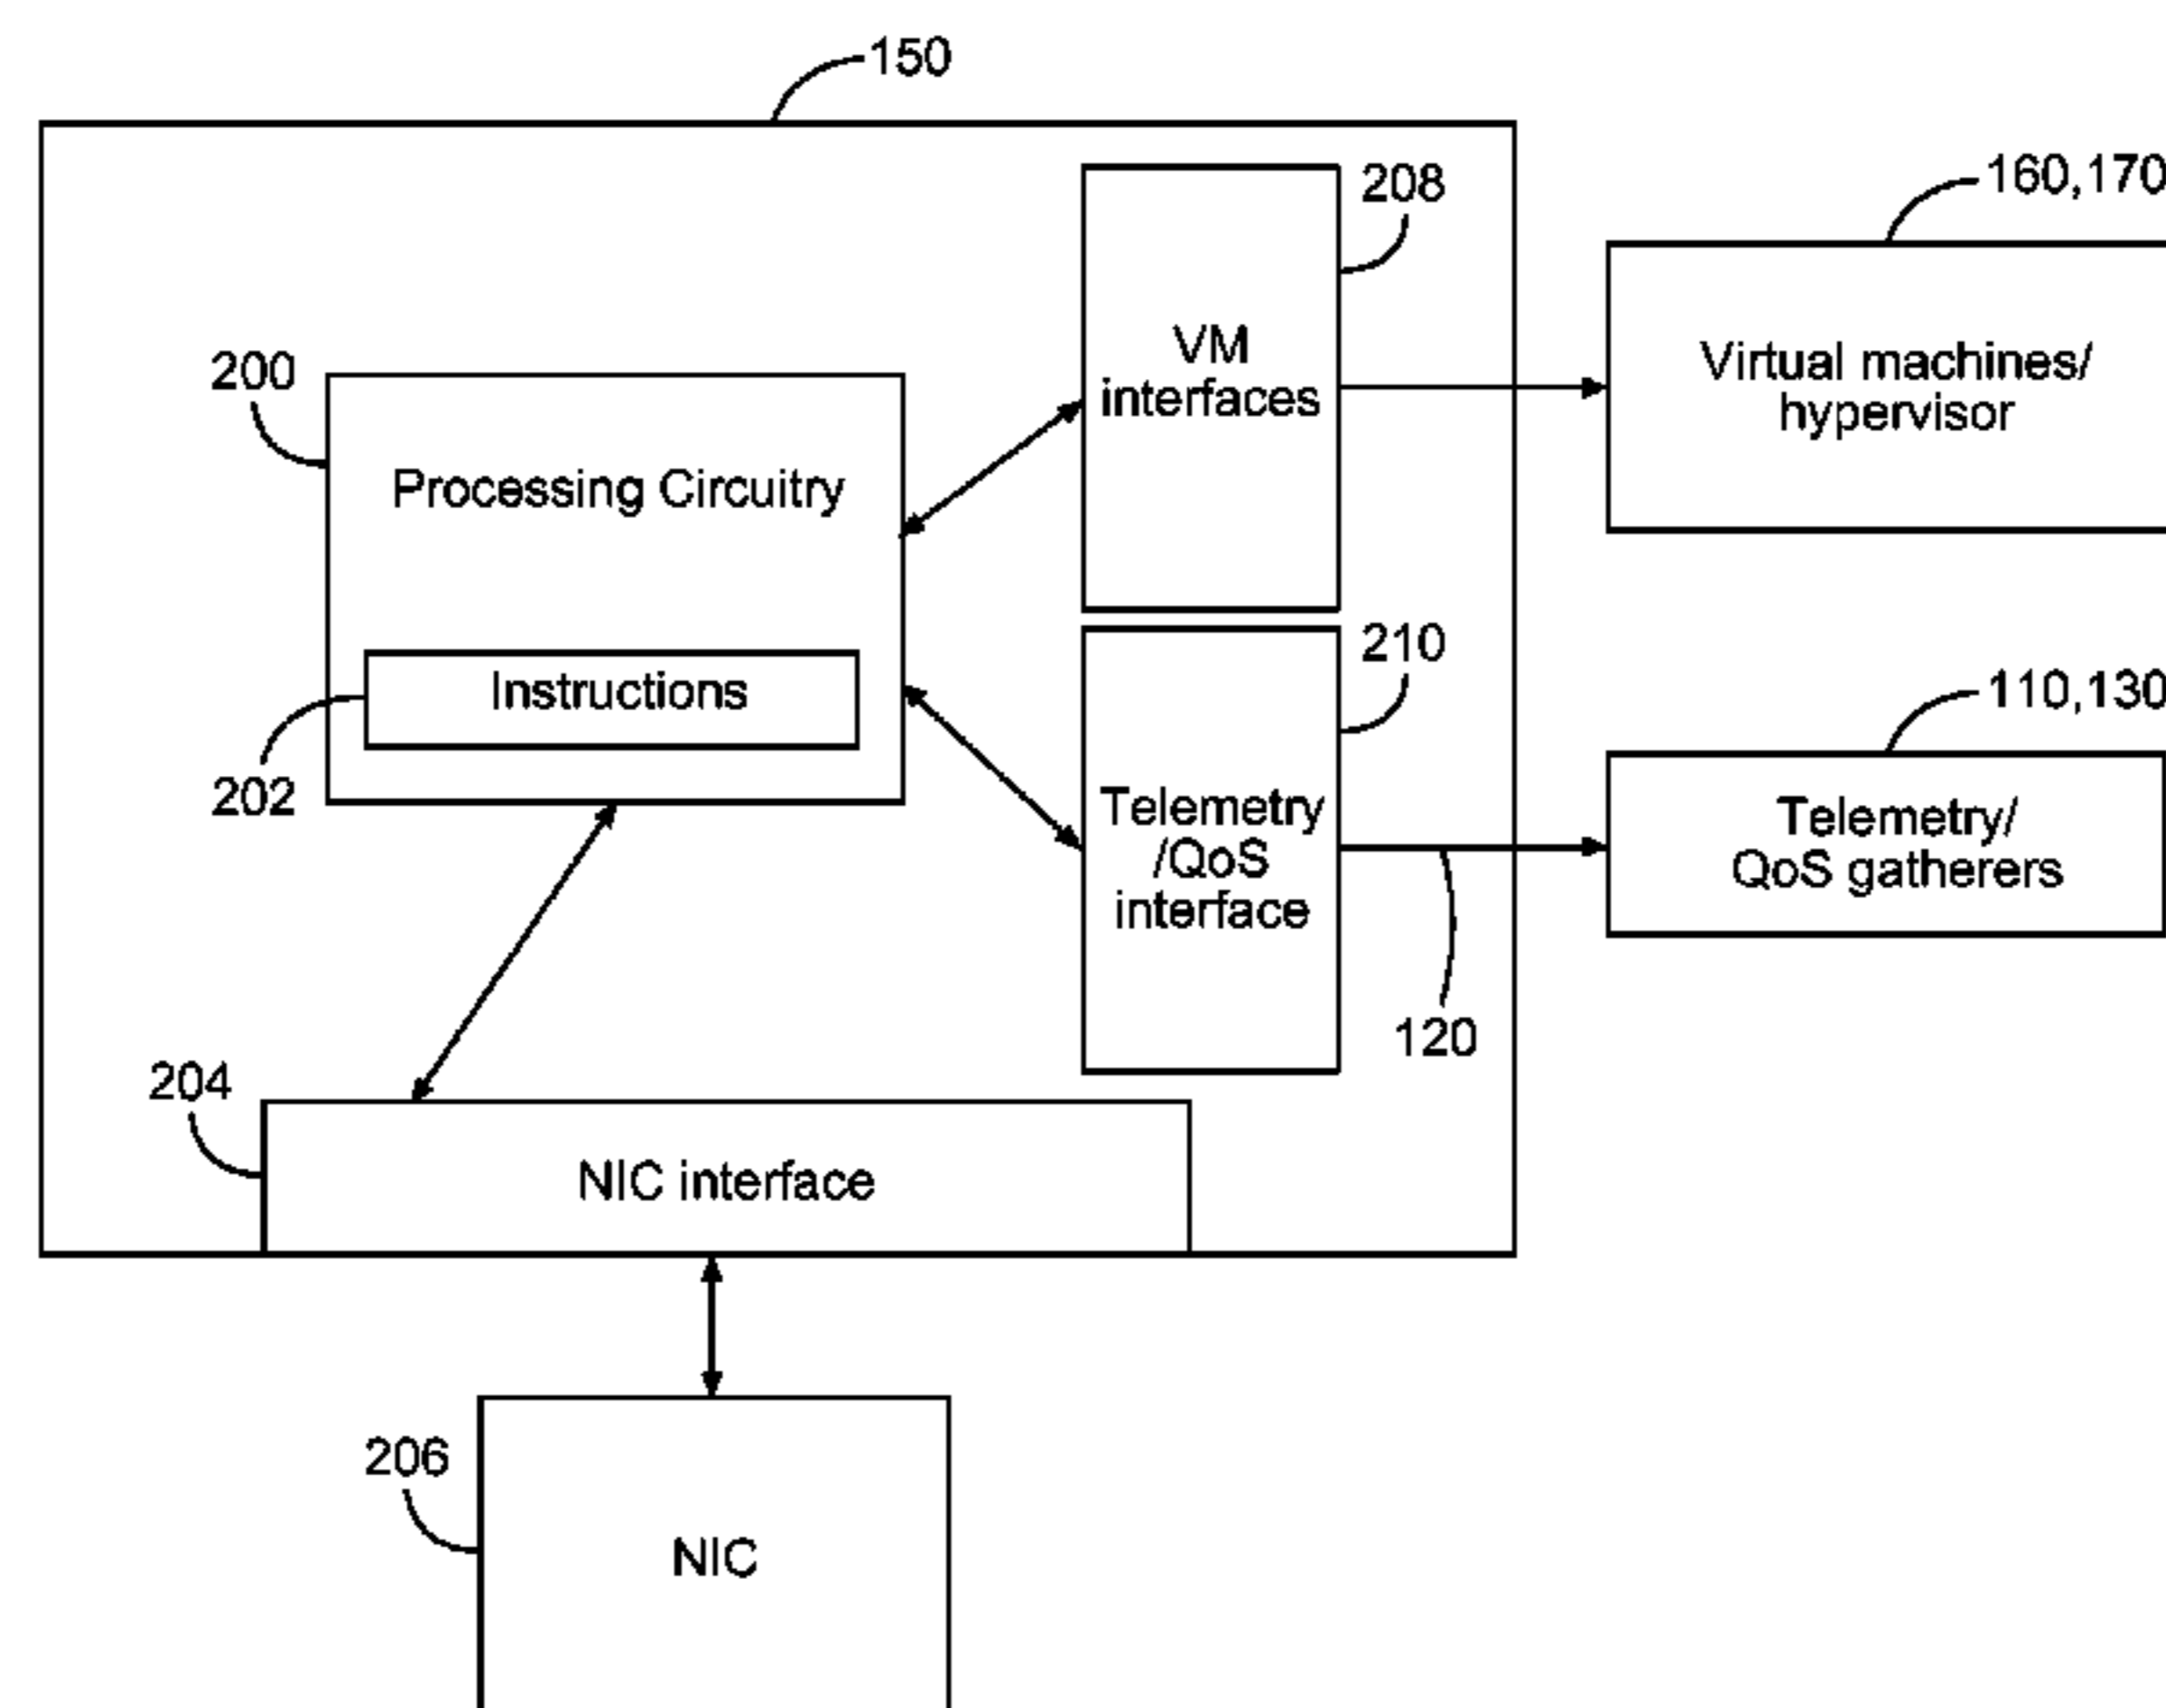 150
208
160,170
VM
interfaces
Virtual machines/
hypervisor
200
Processing Circuitry
Instructions
202
210
110,130
Telemetry
/QoS
interface
Telemetry/
QoS gatherers
120
204
NIC interface
206
NIC